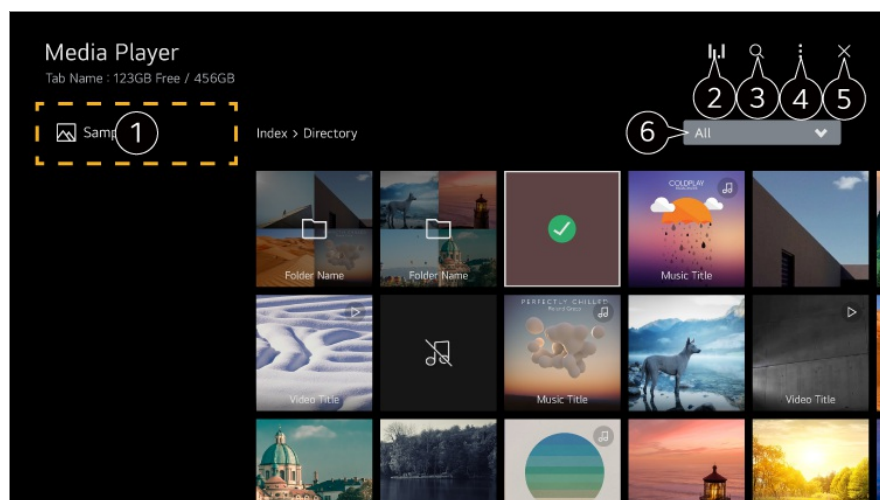 Media Player
Tab Name : 123GB Free / 456GB
2 3 4 5
1
Index > Directory
6
All
Folder Name
Folder Name
COLDPLAY
Music Title
Video Title
PERFECTLY CHILLED
Music Title
Video Title